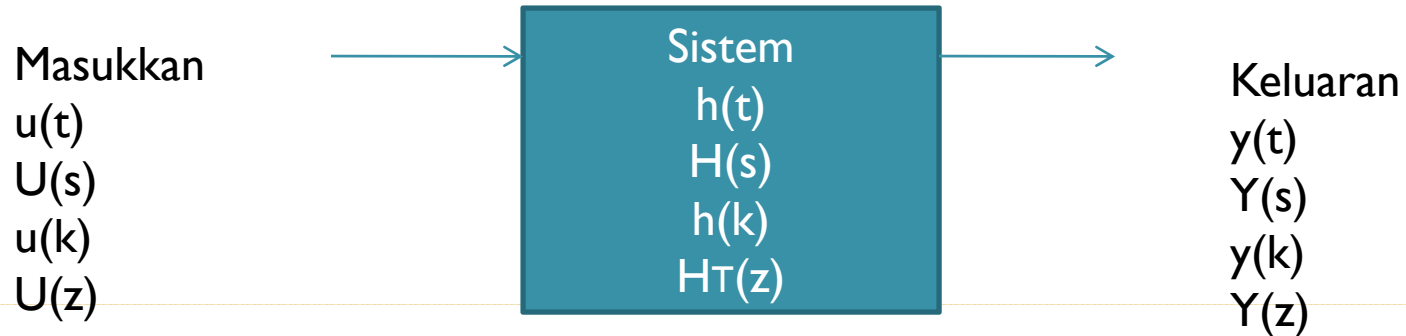 Masukkan
u(t)
U(s)
u(k)
U(z)
Sistem
h(t)
H(s)
h(k)
HT(z)
Keluaran
y(t)
Y(s)
y(k)
Y(z)